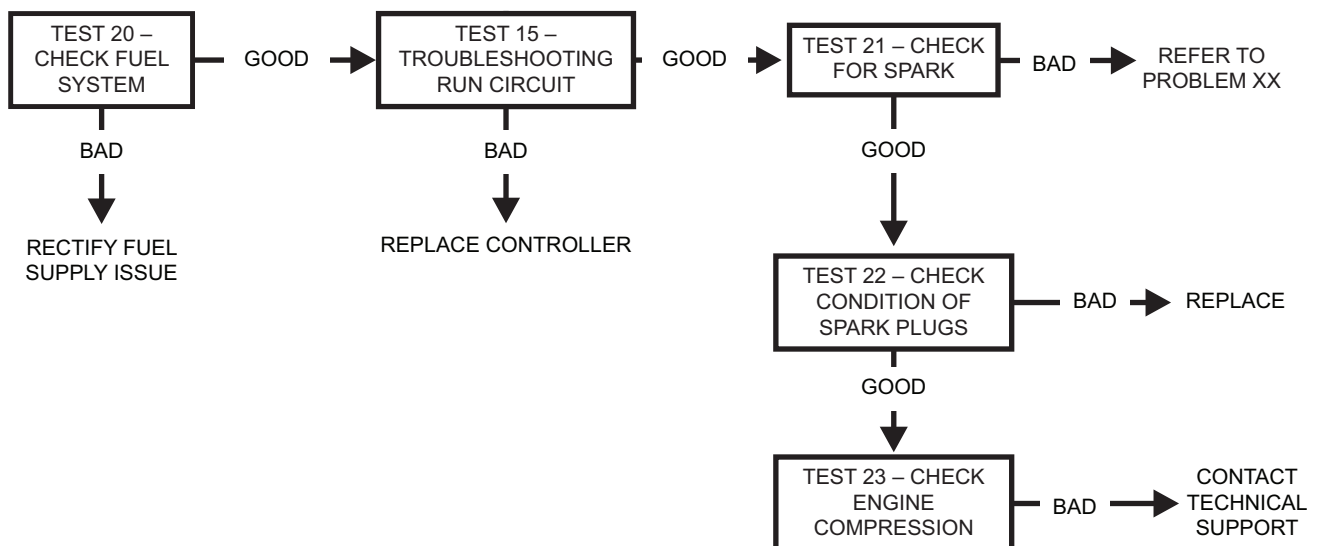 TEST 20 –
CHECK FUEL
SYSTEM
GOOD
TEST 15 –
TROUBLESHOOTING
RUN CIRCUIT
GOOD
TEST 21 – CHECK
FOR SPARK
BAD
REFER TO
PROBLEM XX
BAD
BAD
GOOD
RECTIFY FUEL
SUPPLY ISSUE
REPLACE CONTROLLER
TEST 22 – CHECK
CONDITION OF
SPARK PLUGS
BAD
REPLACE
GOOD
TEST 23 – CHECK
ENGINE
COMPRESSION
BAD
CONTACT
TECHNICAL
SUPPORT